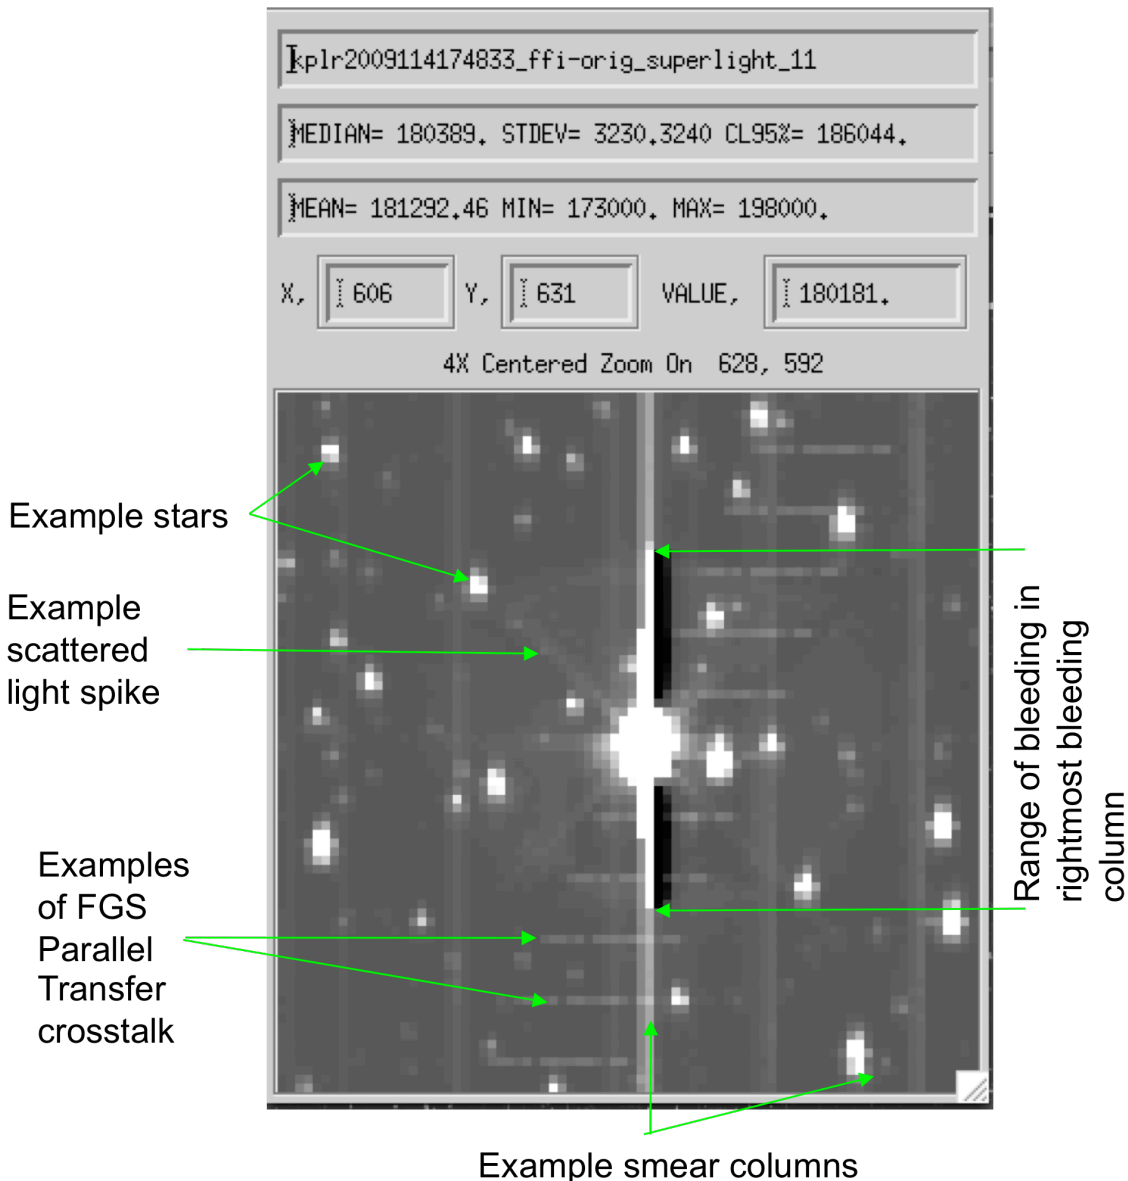 kplr2009114174833_ffi-orig_superlight_11
MEDIAN= 180389. STDEV= 3230.3240 CL95%= 186044.
MEAN= 181292.46 MIN= 173000. MAX= 198000.
X, 606 Y, 631 VALUE, 180181.
4X Centered Zoom On 628, 592
Example stars
Example
scattered
light spike
Examples
of FGS
Parallel
Transfer
crosstalk
Range of bleeding in
rightmost bleeding
column
Example smear columns